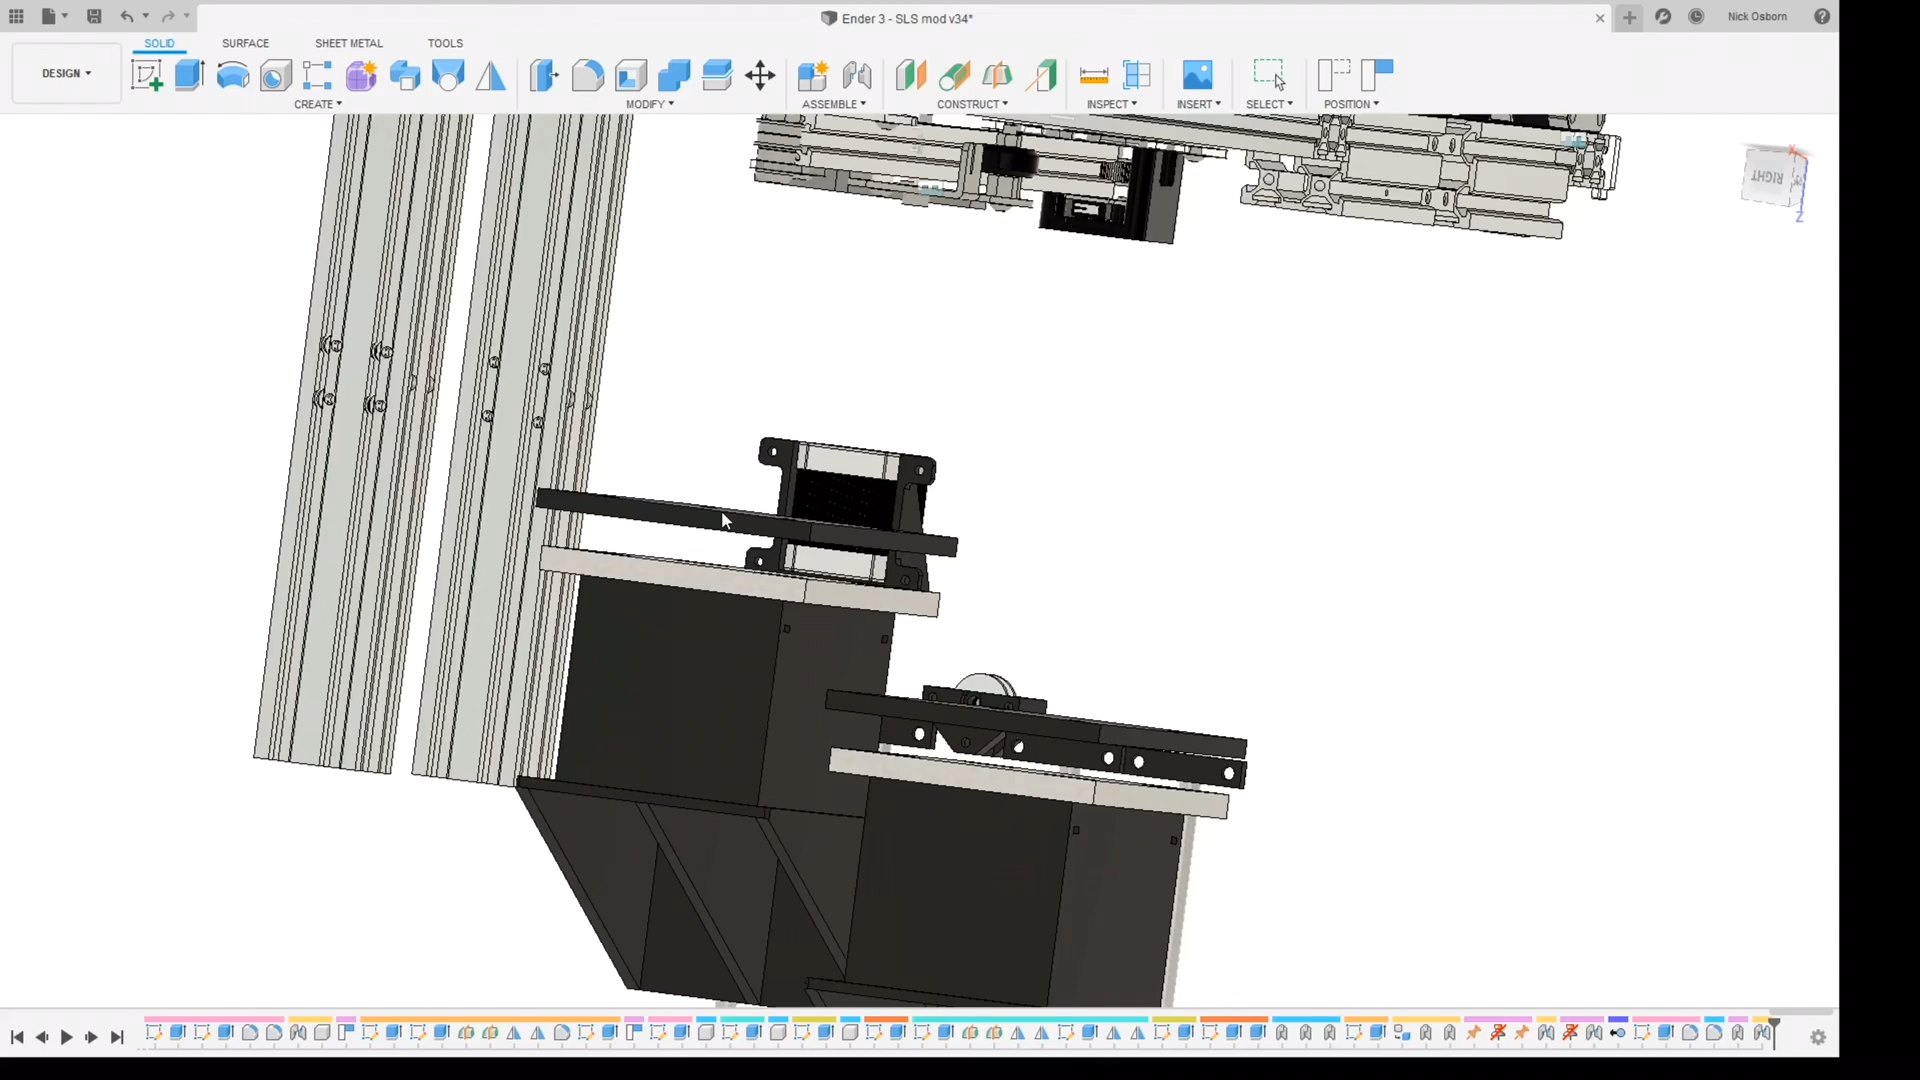 Ender 3 - SLS mod v34*
Nick Osborn
SOLID
SURFACE
SHEET METAL
TOOLS
DESIGN
CREATE
MODIFY
ASSEMBLE
CONSTRUCT
INSPECT
INSERT
SELECT
POSITION
RIGHT
X
Z